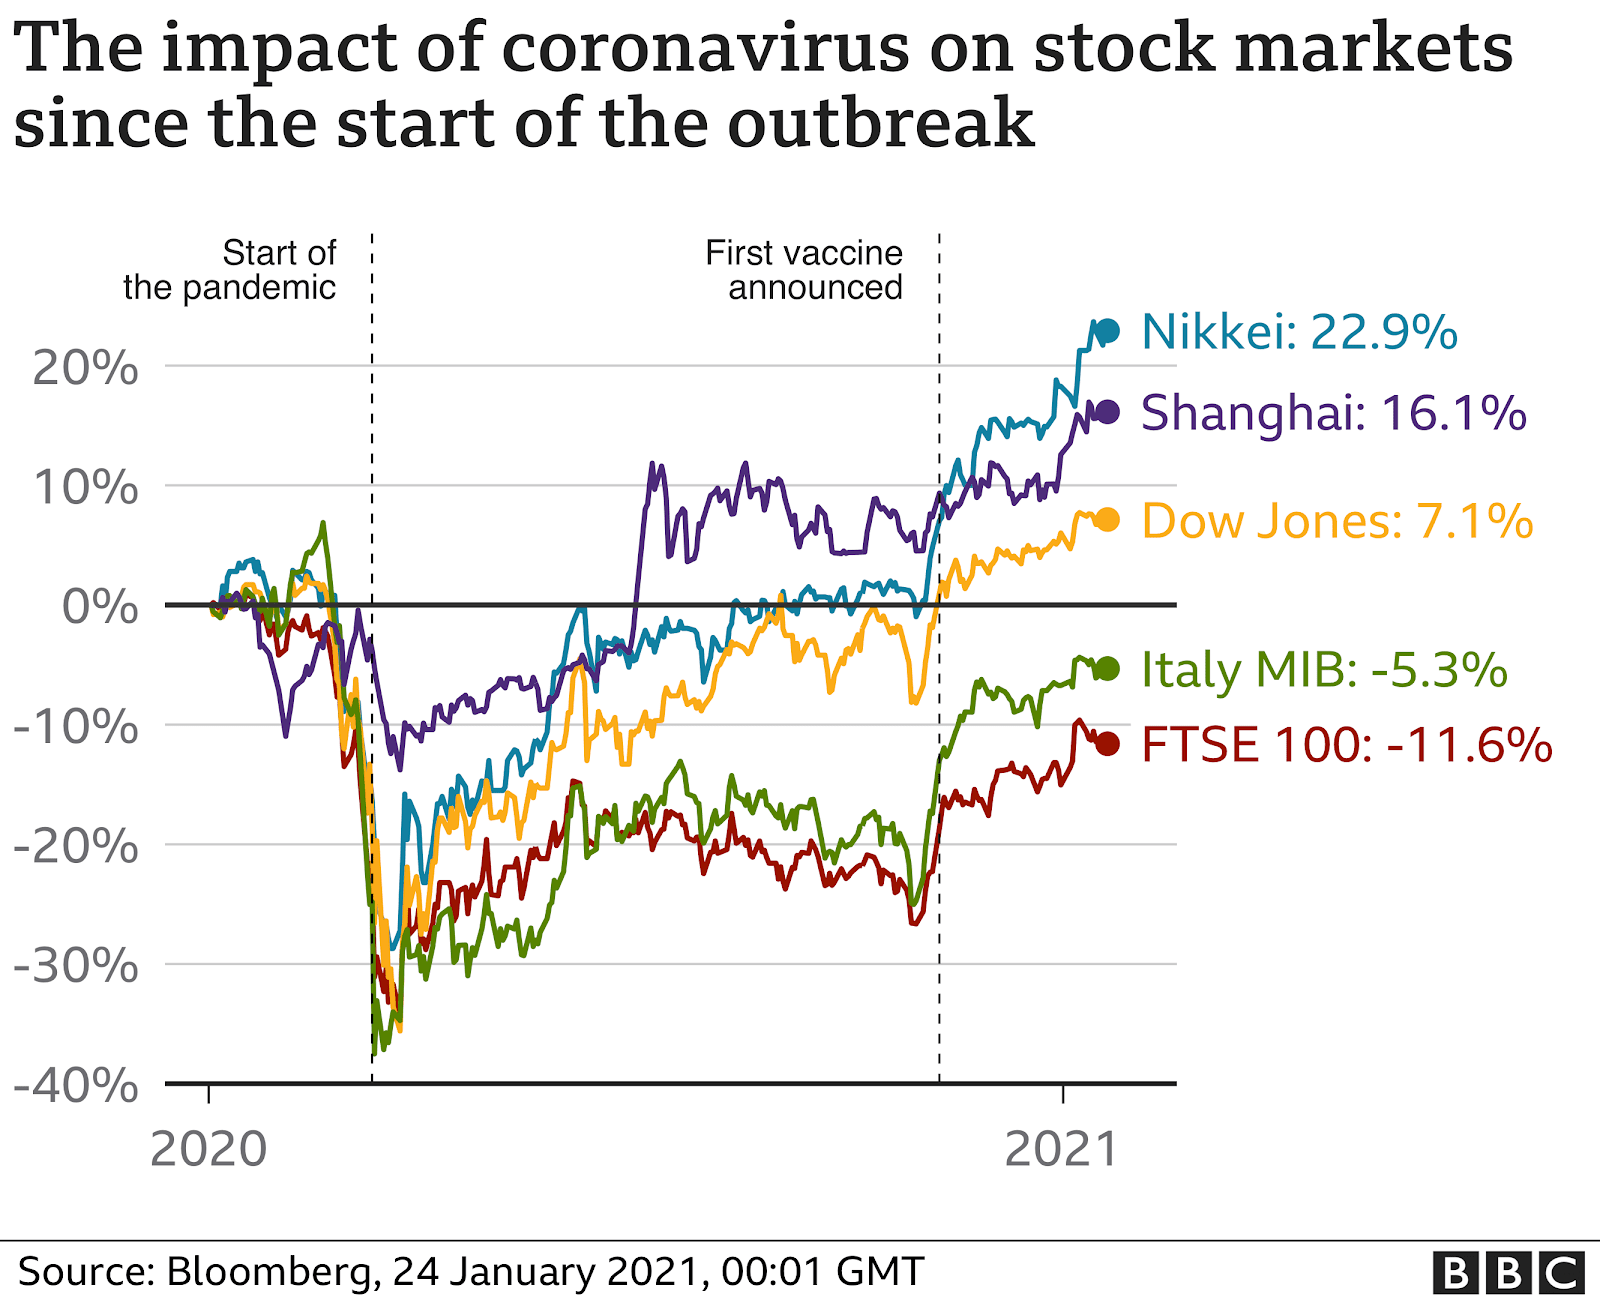 The impact of coronavirus on stock markets
since the start of the outbreak
Start of
the pandemic
First vaccine
announced
20%
10%
0%
-10%
-20%
-30%
-40%
Nikkei: 22.9%
Shanghai: 16.1%
Dow Jones: 7.1%
Italy MIB: -5.3%
FTSE 100: -11.6%
2020
2021
Source: Bloomberg, 24 January 2021, 00:01 GMT
BBC